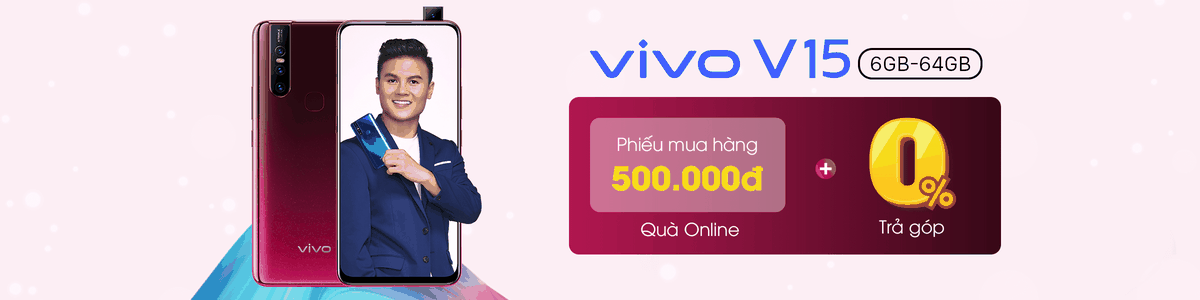 vivo V15 6GB-64GB
Phiếu mua hàng
500.000đ
Quà Online
+
0%
Trả góp
vivo